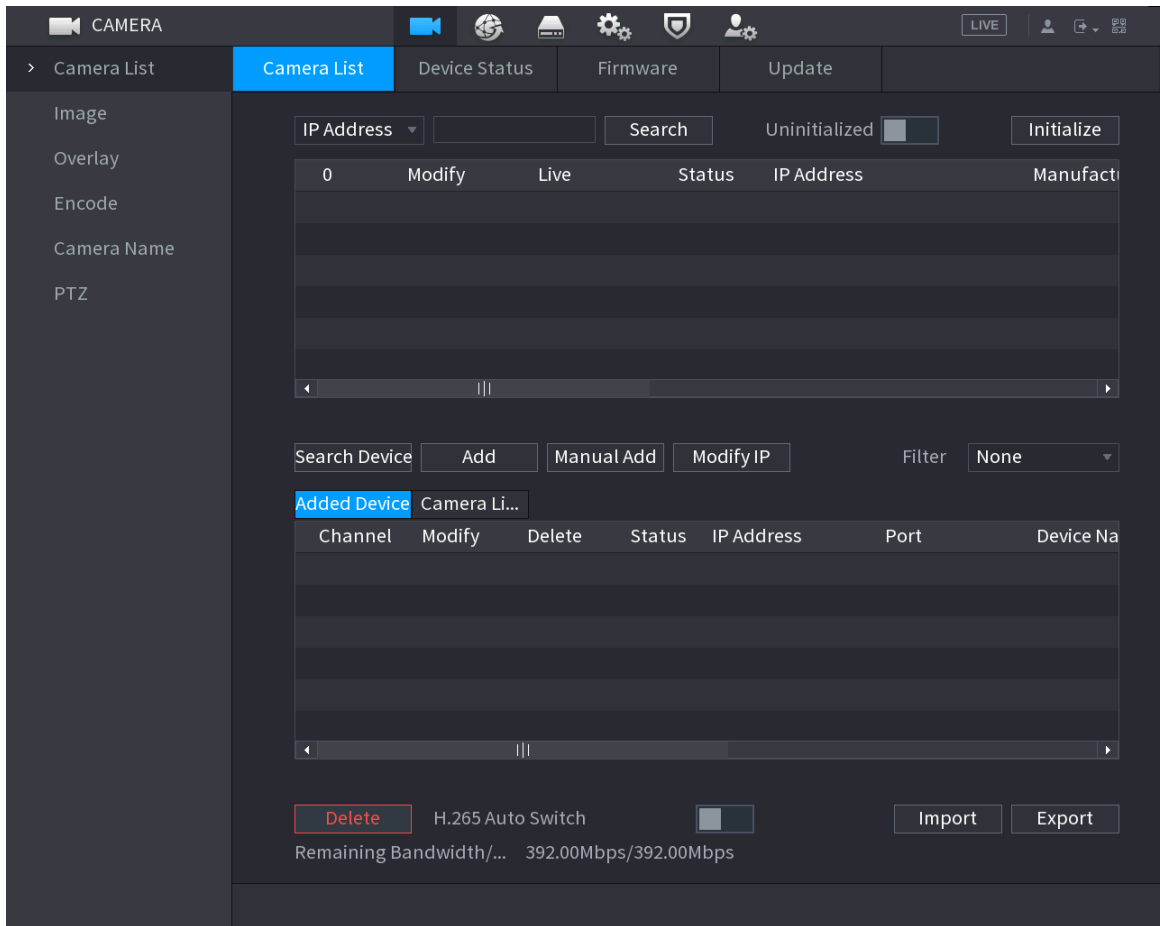 CAMERA LIVE
Camera List Camera List Device Status Firmware Update
Image
IP Address Search Uninitialized Initialize
Overlay
0 Modify Live Status IP Address Manufact
Encode
Camera Name
PTZ
Search Device Add Manual Add Modify IP Filter None
Added Device Camera Li...
Channel Modify Delete Status IP Address Port Device Na
Delete H.265 Auto Switch Import Export
Remaining Bandwidth/... 392.00Mbps/392.00Mbps